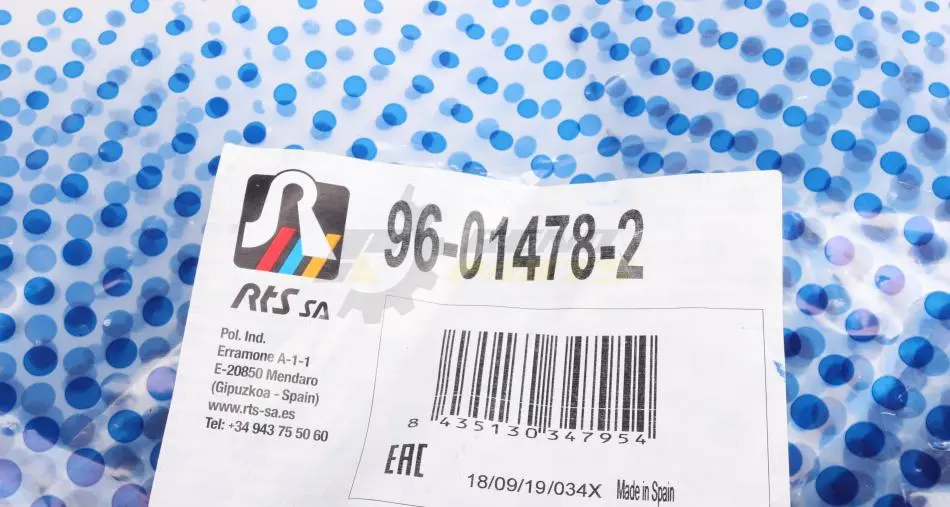 96-01478-2
RtS SA
Pol. Ind.
Erramone A-1-1
E-20850 Mendaro
(Gipuzkoa - Spain)
www.rts-sa.es
Tel: +34 943 75 50 60
8 435130 347954
EAC
18/09/19/034X Made in Spain